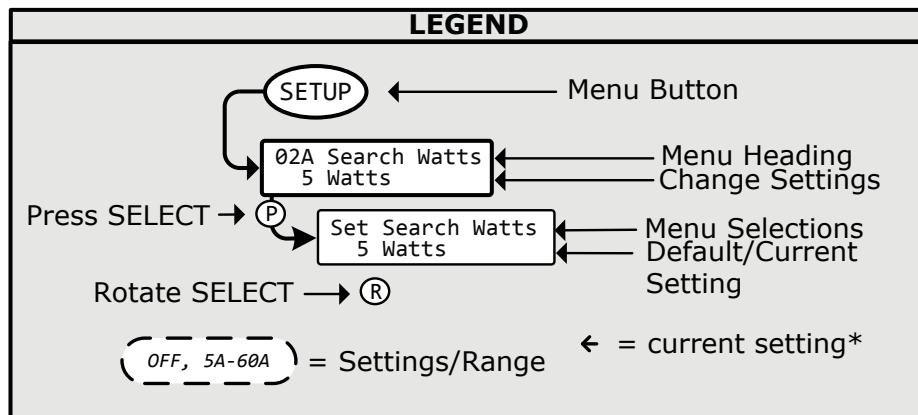 LEGEND
SETUP
Menu Button
02A Search Watts
5 Watts
Menu Heading
Change Settings
Press SELECT → P
Set Search Watts
5 Watts
Menu Selections
Default/Current
Setting
Rotate SELECT → R
OFF, 5A-60A = Settings/Range
← = current setting*